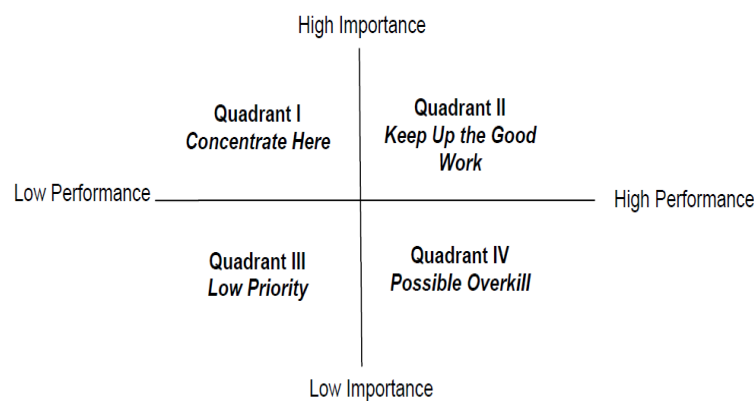 High Importance
Quadrant I
Concentrate Here
Quadrant II
Keep Up the Good
Work
Low Performance
High Performance
Quadrant III
Low Priority
Quadrant IV
Possible Overkill
Low Importance